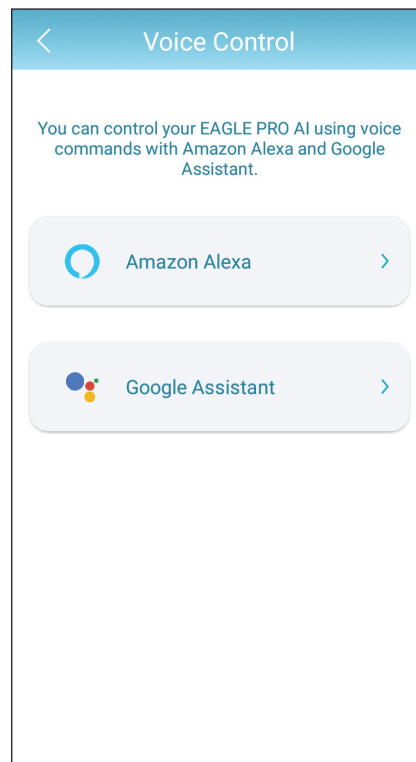 Voice Control
You can control your EAGLE PRO AI using voice
commands with Amazon Alexa and Google
Assistant.
Amazon Alexa
Google Assistant